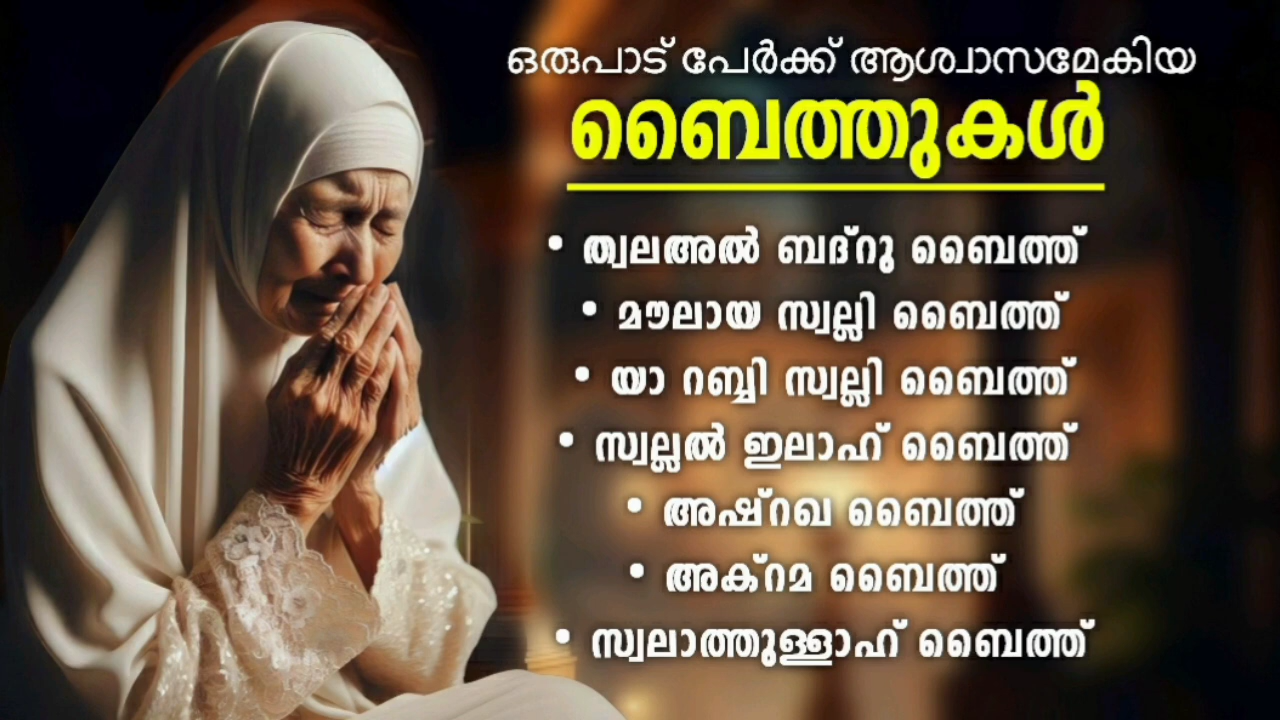 ഒരുപാട് പേർക്ക് ആശ്വാസമേകിയ
ബൈത്തുകൾ
• ത്വലഅൽ ബദ്റു ബൈത്ത്
• മൗലായ സ്വല്ലി ബൈത്ത്
• യാ റബ്ബി സ്വല്ലി ബൈത്ത്
• സ്വല്ലൽ ഇലാഹ് ബൈത്ത്
• അഷ്റഖ ബൈത്ത്
• അക്റമ ബൈത്ത്
• സ്വലാത്തുള്ളാഹ് ബൈത്ത്